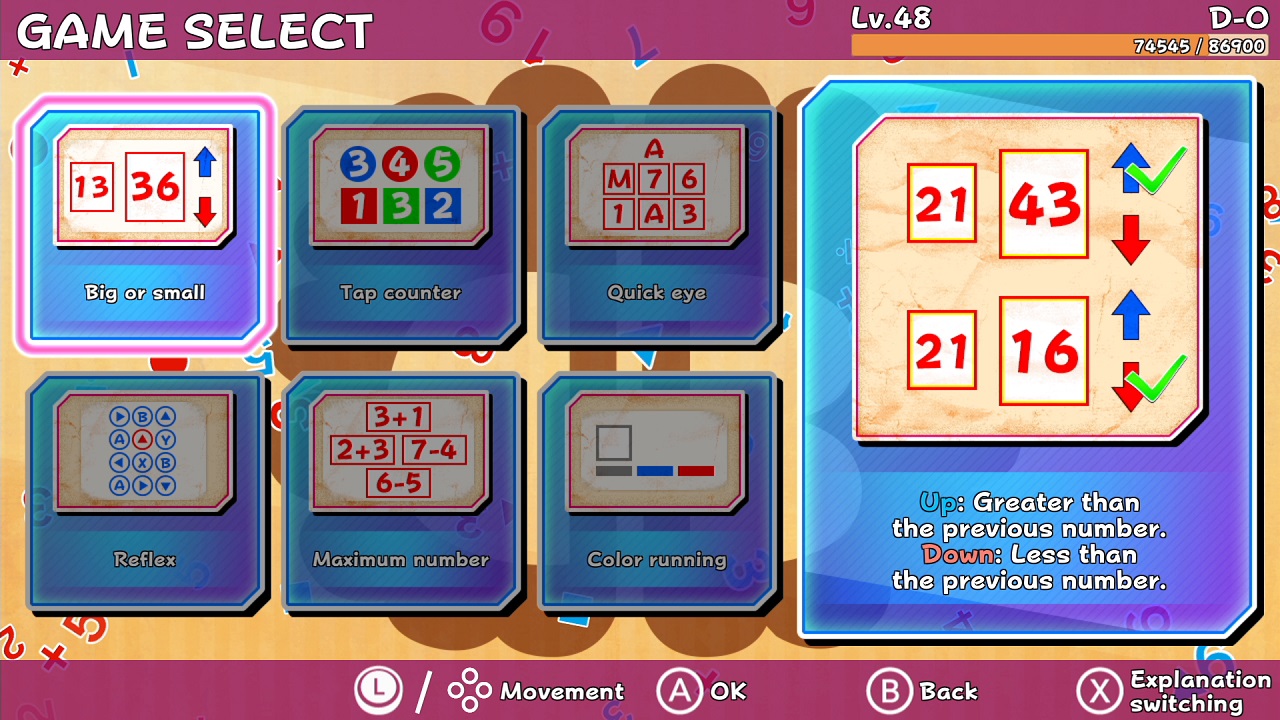 GAME SELECT
Lv.48
D-O
74545 / 86900
13 36
Big or small
3 4 5
1 3 2
Tap counter
A
M 7 6
1 A 3
Quick eye
B
A Y
X B
A
Reflex
3+1
2+3 7-4
6-5
Maximum number
Color running
21 43
21 16
Up: Greater than
the previous number.
Down: Less than
the previous number.
L / Movement
A OK
B Back
X Explanation
switching